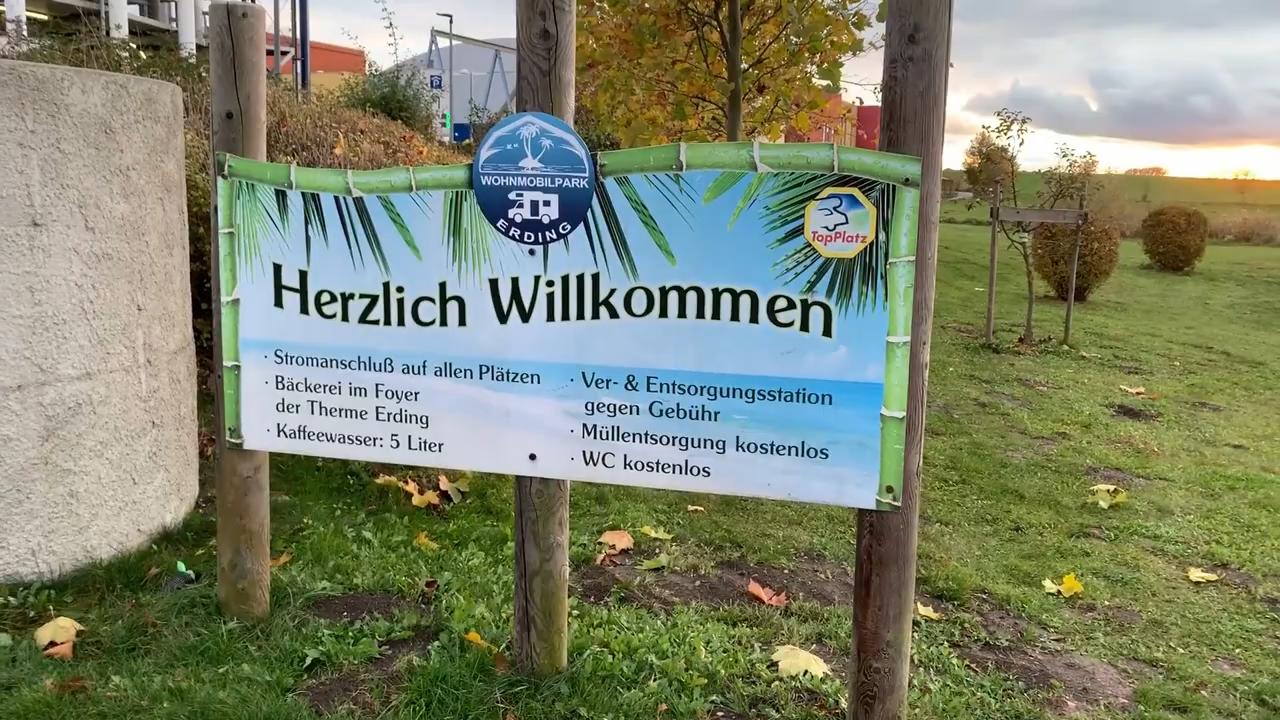 WOHNMOBILPARK
ERDING
TopPlatz
Herzlich Willkommen
· Stromanschluß auf allen Plätzen
· Bäckerei im Foyer
der Therme Erding
· Kaffeewasser: 5 Liter
· Ver- & Entsorgungsstation
gegen Gebühr
· Müllentsorgung kostenlos
· WC kostenlos